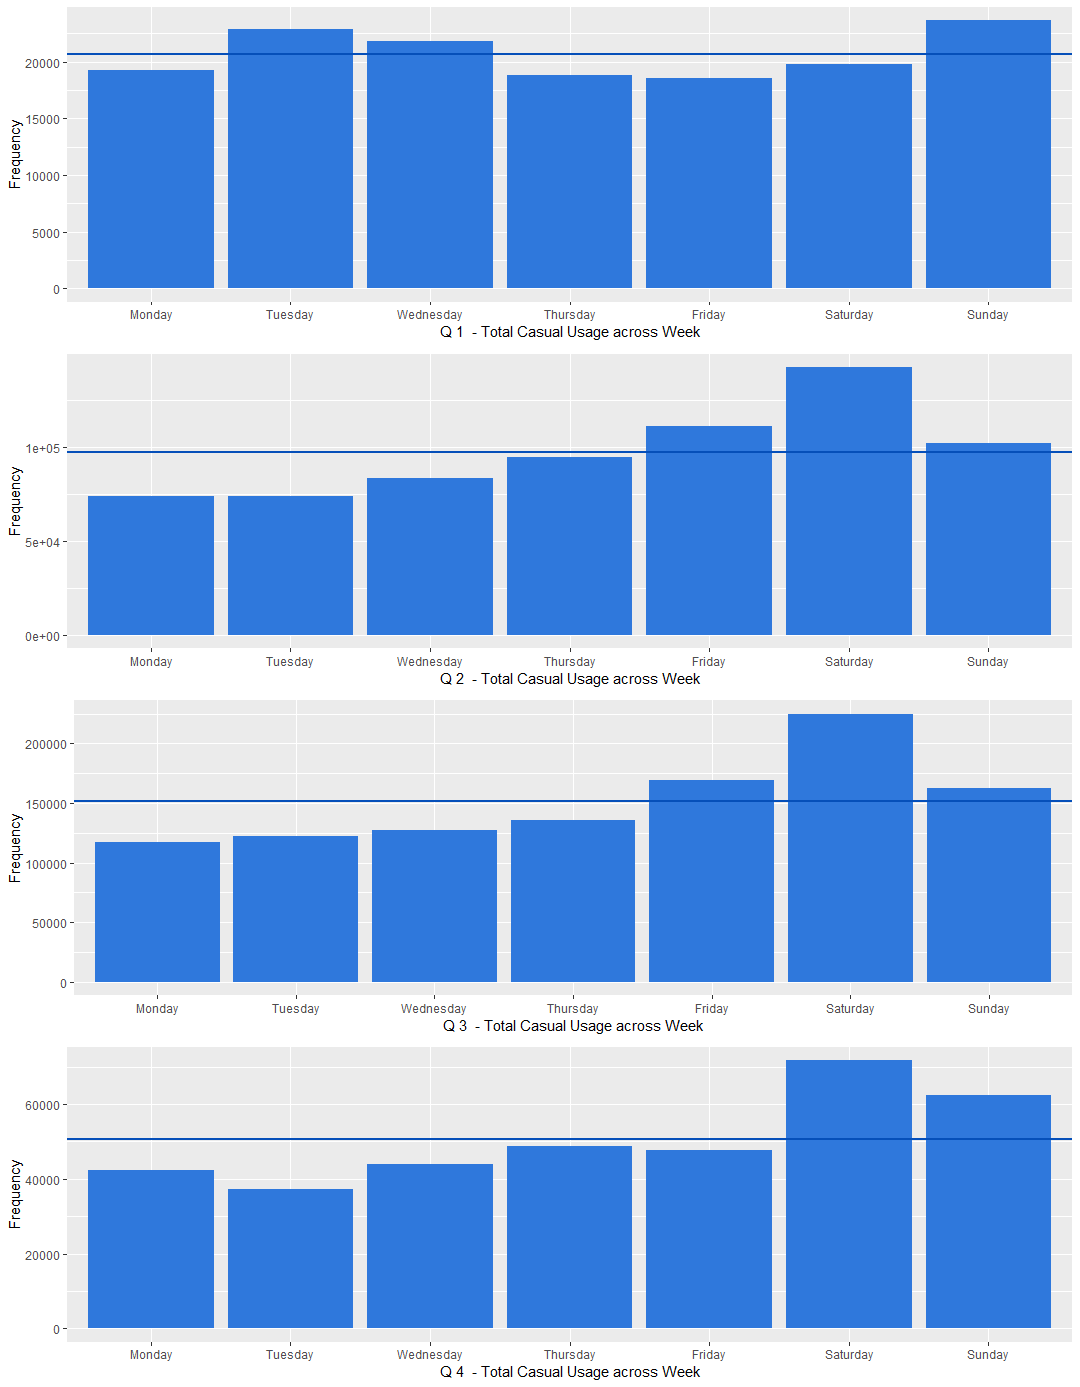 20000
15000
10000
5000
0
Frequency
Monday Tuesday Wednesday Thursday Friday Saturday Sunday
Q 1  - Total Casual Usage across Week
1e+05
5e+04
0e+00
Frequency
Monday Tuesday Wednesday Thursday Friday Saturday Sunday
Q 2  - Total Casual Usage across Week
200000
150000
100000
50000
0
Frequency
Monday Tuesday Wednesday Thursday Friday Saturday Sunday
Q 3  - Total Casual Usage across Week
60000
40000
20000
0
Frequency
Monday Tuesday Wednesday Thursday Friday Saturday Sunday
Q 4  - Total Casual Usage across Week